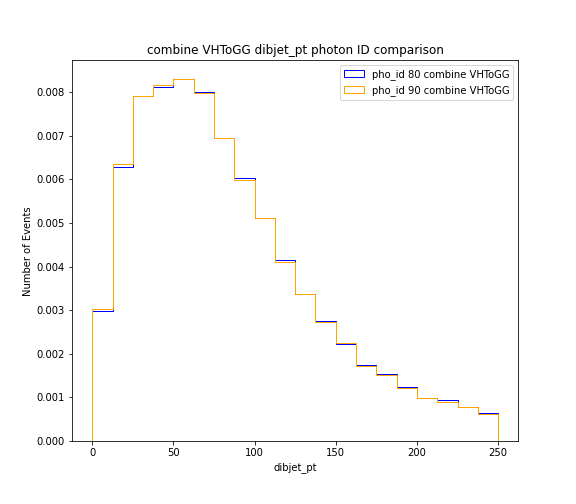 combine VHToGG dibjet_pt photon ID comparison
pho_id 80 combine VHToGG
pho_id 90 combine VHToGG
Number of Events
0.008
0.007
0.006
0.005
0.004
0.003
0.002
0.001
0.000
0 50 100 150 200 250
dibjet_pt